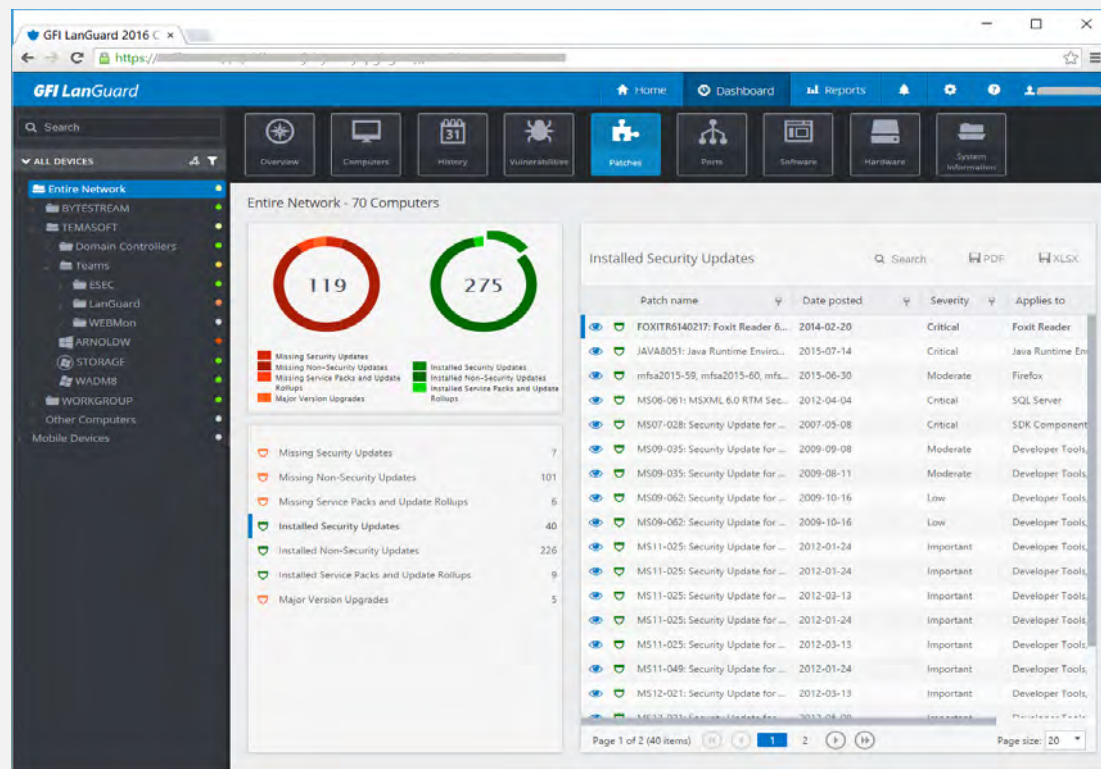 GFI LanGuard 2016 C
https://
GFI LanGuard
Home
Dashboard
Reports
Search
ALL DEVICES
Entire Network
BYTESTREAM
TEMASOFT
Domain Controllers
Teams
ESEC
LanGuard
WEBMon
ARNOLDW
STORAGE
WADM8
WORKGROUP
Other Computers
Mobile Devices
Overview
Computers
31
History
Vulnerabilities
Patches
Ports
Software
Hardware
System
Information
Entire Network - 70 Computers
119
275
Missing Security Updates
Missing Non-Security Updates
Missing Service Packs and Update
Rollups
Major Version Upgrades
Installed Security Updates
Installed Non-Security Updates
Installed Service Packs and Update
Rollups
Missing Security Updates 7
Missing Non-Security Updates 101
Missing Service Packs and Update Rollups 6
Installed Security Updates 40
Installed Non-Security Updates 226
Installed Service Packs and Update Rollups 9
Major Version Upgrades 5
Installed Security Updates Search PDF XLSX
Patch name Date posted Severity Applies to
FOXITR6140217: Foxit Reader 6... 2014-02-20 Critical Foxit Reader
JAVA8051: Java Runtime Enviro... 2015-07-14 Critical Java Runtime En
mfsa2015-59, mfsa2015-60, mfs... 2015-06-30 Moderate Firefox
MS06-061: MSXML 6.0 RTM Sec... 2012-04-04 Critical SQL Server
MS07-028: Security Update for ... 2007-05-08 Critical SDK Component
MS09-035: Security Update for ... 2009-09-08 Moderate Developer Tools,
MS09-035: Security Update for ... 2009-08-11 Moderate Developer Tools,
MS09-062: Security Update for ... 2009-10-16 Low Developer Tools,
MS09-062: Security Update for ... 2009-10-16 Low Developer Tools,
MS11-025: Security Update for ... 2012-01-24 Important Developer Tools,
MS11-025: Security Update for ... 2012-01-24 Important Developer Tools,
MS11-025: Security Update for ... 2012-03-13 Important Developer Tools,
MS11-025: Security Update for ... 2012-01-24 Important Developer Tools,
MS11-025: Security Update for ... 2012-03-13 Important Developer Tools,
MS11-049: Security Update for ... 2012-01-24 Important Developer Tools,
MS12-021: Security Update for ... 2012-03-13 Important Developer Tools,
Page 1 of 2 (40 items) 1 2 Page size: 20